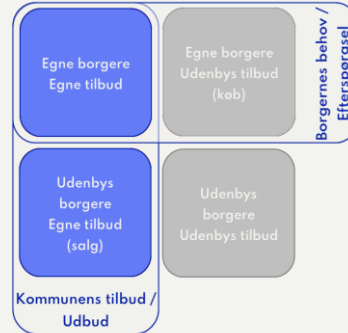 Egne borgere
Egne tilbud
Egne borgere
Udenbys tilbud
(køb)
Borgernes behov /
Efterspørgsel
Udenbys
borgere
Egne tilbud
(salg)
Udenbys
borgere
Udenbys tilbud
Kommunens tilbud /
Udbud